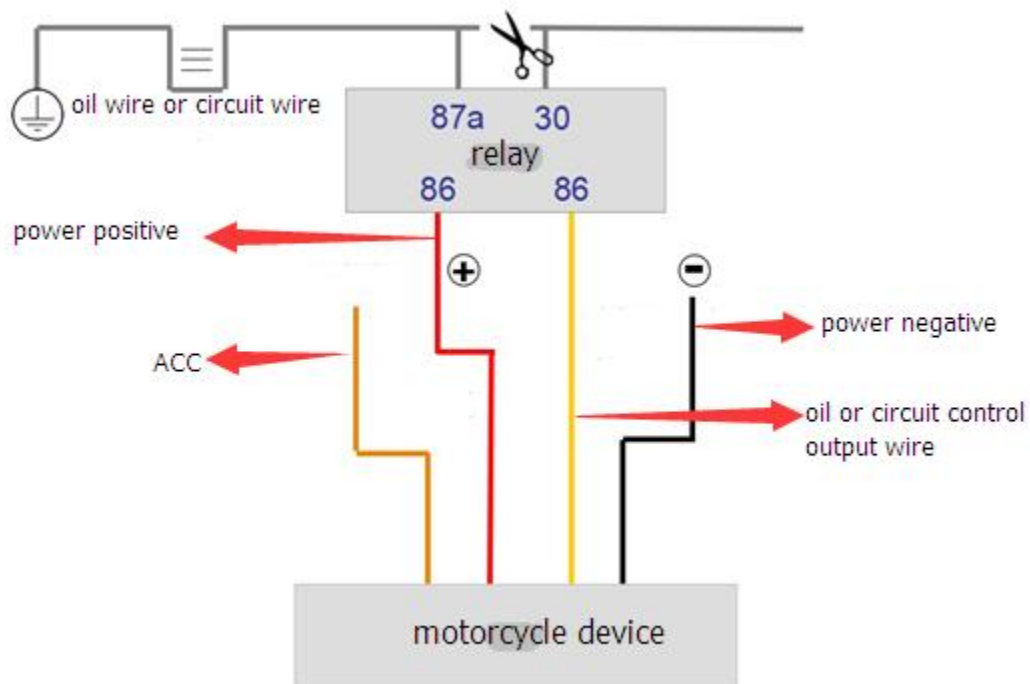 oil wire or circuit wire
87a 30
relay
86 86
power positive
+
-
power negative
ACC
oil or circuit control
output wire
motorcycle device